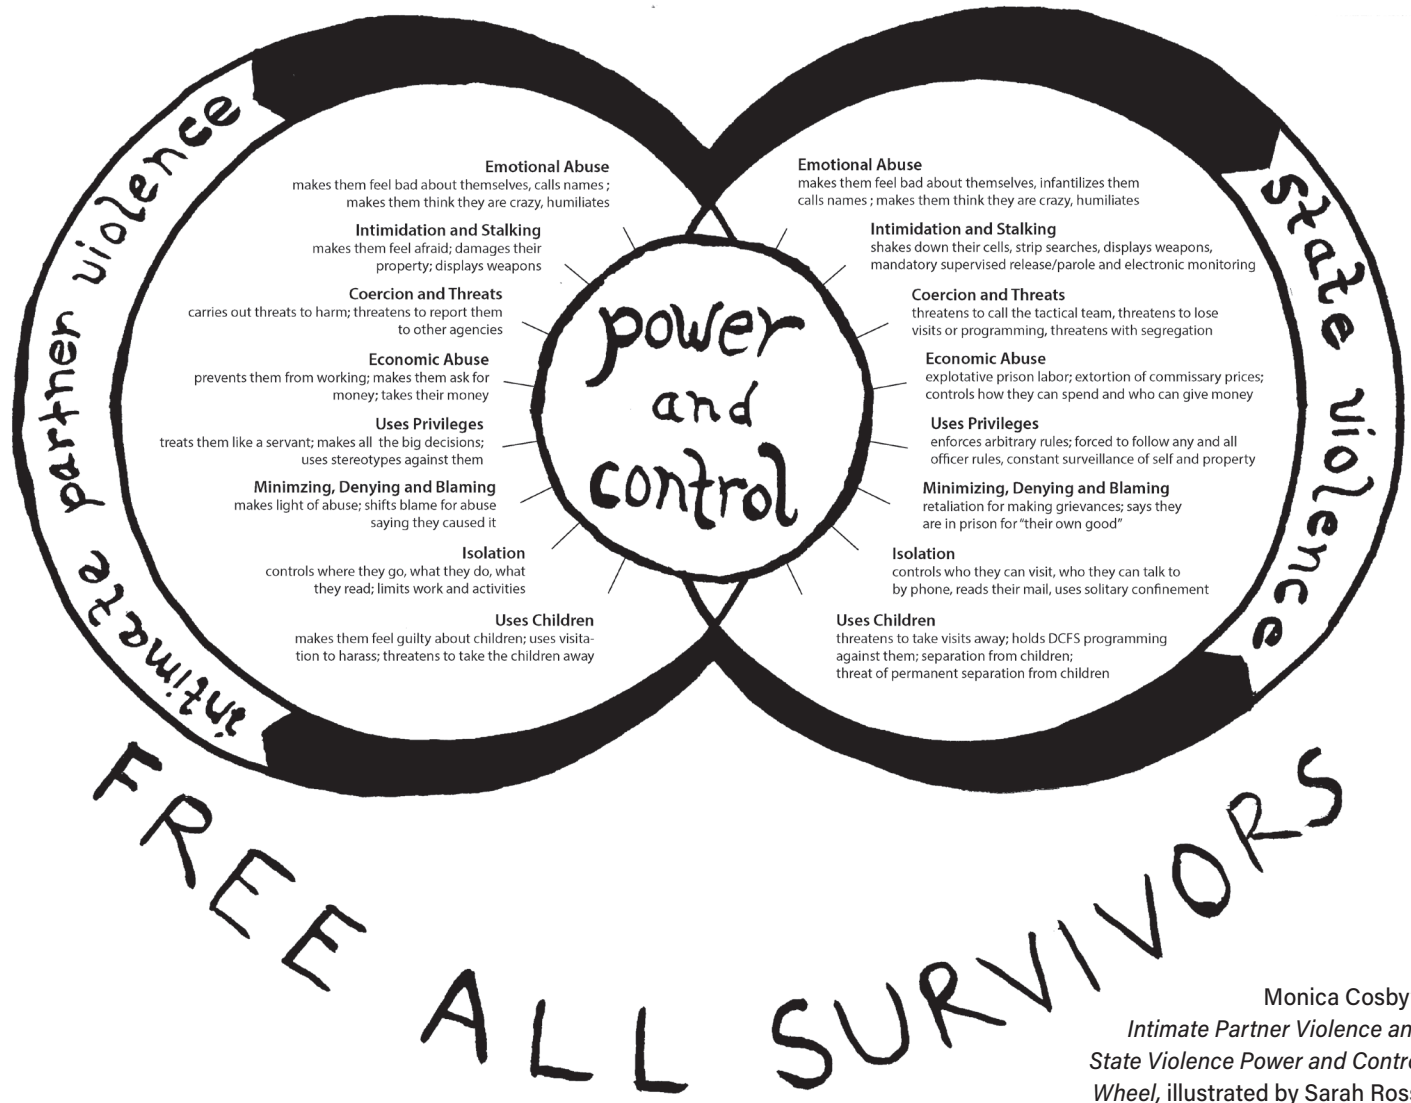 intimate partner violence
Emotional Abuse
makes them feel bad about themselves, calls names ;
makes them think they are crazy, humiliates
Intimidation and Stalking
makes them feel afraid; damages their
property; displays weapons
Coercion and Threats
carries out threats to harm; threatens to report them
to other agencies
Economic Abuse
prevents them from working; makes them ask for
money; takes their money
Uses Privileges
treats them like a servant; makes all the big decisions;
uses stereotypes against them
Minimzing, Denying and Blaming
makes light of abuse; shifts blame for abuse
saying they caused it
Isolation
controls where they go, what they do, what
they read; limits work and activities
Uses Children
makes them feel guilty about children; uses visita-
tion to harass; threatens to take the children away
power
and
control
Emotional Abuse
makes them feel bad about themselves, infantilizes them
calls names ; makes them think they are crazy, humiliates
Intimidation and Stalking
shakes down their cells, strip searches, displays weapons,
mandatory supervised release/parole and electronic monitoring
Coercion and Threats
threatens to call the tactical team, threatens to lose
visits or programming, threatens with segregation
Economic Abuse
explotative prison labor; extortion of commissary prices;
controls how they can spend and who can give money
Uses Privileges
enforces arbitrary rules; forced to follow any and all
officer rules, constant surveillance of self and property
Minimizing, Denying and Blaming
retaliation for making grievances; says they
are in prison for “their own good”
Isolation
controls who they can visit, who they can talk to
by phone, reads their mail, uses solitary confinement
Uses Children
threatens to take visits away; holds DCFS programming
against them; separation from children;
threat of permanent separation from children
state violence
FREE ALL SURVIVORS
Monica Cosby
Intimate Partner Violence an
State Violence Power and Contro
Wheel, illustrated by Sarah Ross